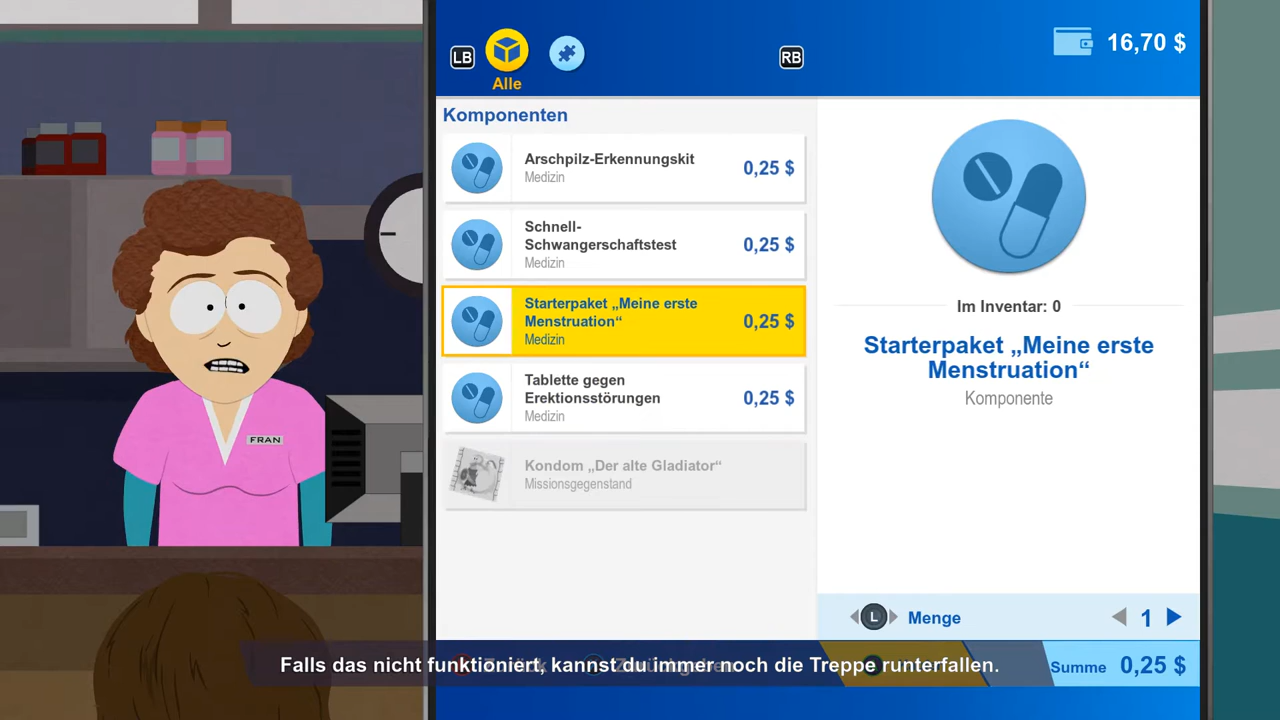 LB
RB
16,70 $
Alle
Komponenten
Arschpilz-Erkennungskit
Medizin
0,25 $
Schnell-
Schwangerschaftstest
Medizin
0,25 $
Starterpaket „Meine erste
Menstruation“
Medizin
0,25 $
Tablette gegen
Erektionsstörungen
Medizin
0,25 $
Kondom „Der alte Gladiator“
Missionsgegenstand
Im Inventar: 0
Starterpaket „Meine erste
Menstruation“
Komponente
FRAN
L
Menge
1
Falls das nicht funktioniert, kannst du immer noch die Treppe runterfallen.
Summe
0,25 $